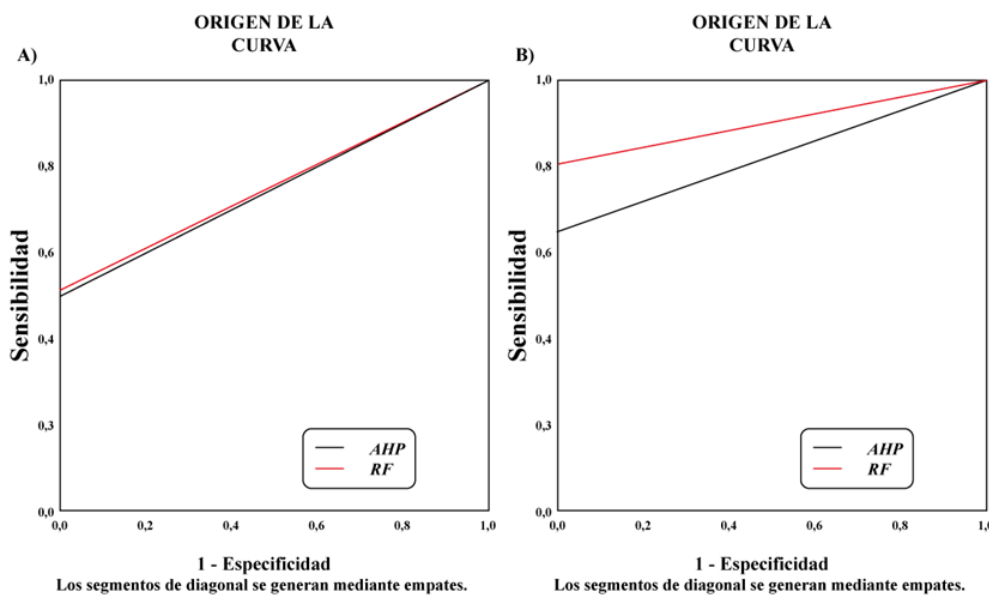 A)
ORIGEN DE LA
CURVA
Sensibilidad
1,0
0,8
0,6
0,4
0,3
0,0
0,0
0,2
0,4
0,6
0,8
1,0
AHP
RF
1 - Especificidad
Los segmentos de diagonal se generan mediante empates.
B)
ORIGEN DE LA
CURVA
Sensibilidad
1,0
0,8
0,6
0,4
0,3
0,0
0,0
0,2
0,4
0,6
0,8
1,0
AHP
RF
1 - Especificidad
Los segmentos de diagonal se generan mediante empates.